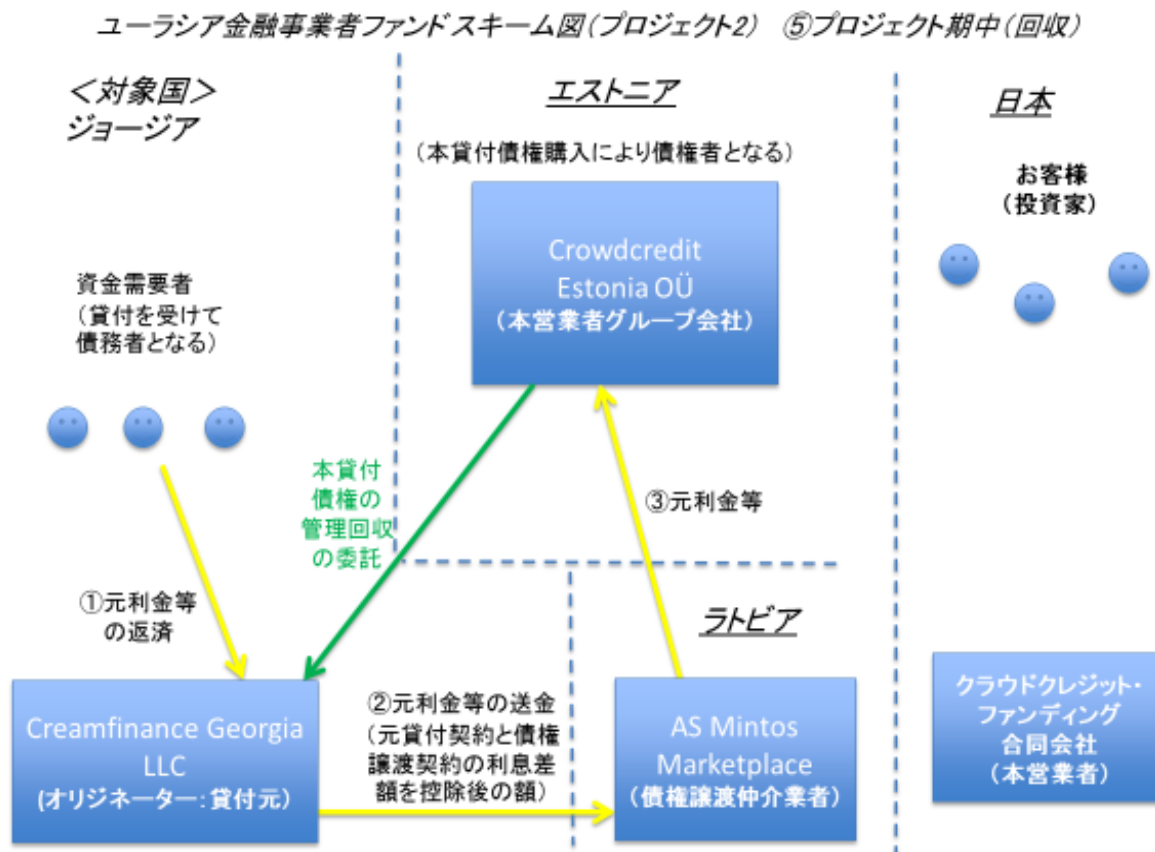 ユーラシア金融事業者ファンドスキーム図(プロジェクト2) ⑤プロジェクト期中(回収)
＜対象国＞
ジョージア
資金需要者
（貸付を受けて
債務者となる）
①元利金等
の返済
Creamfinance Georgia
LLC
(オリジネーター：貸付元)
エストニア
（本貸付債権購入により債権者となる）
Crowdcredit
Estonia OÜ
（本営業者グループ会社）
本貸付
債権の
管理回収
の委託
③元利金等
②元利金等の送金
（元貸付契約と債権
譲渡契約の利息差
額を控除後の額）
ラトビア
AS Mintos
Marketplace
（債権譲渡仲介業者）
日本
お客様
（投資家）
クラウドクレジット・
ファンディング
合同会社
（本営業者）